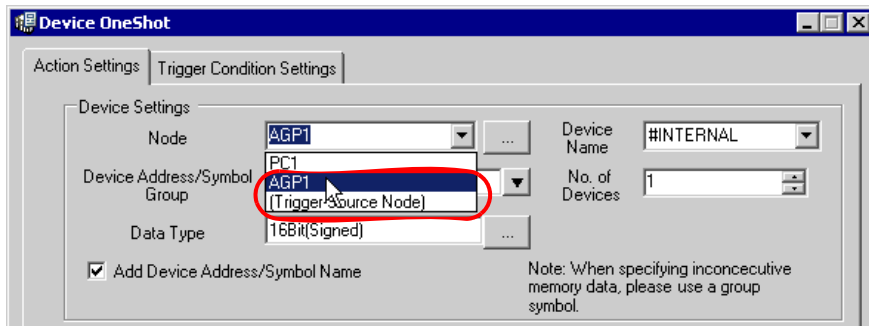 Device OneShot
Action Settings
Trigger Condition Settings
Device Settings
Node
AGP1
...
Device
Name
#INTERNAL
PC1
Device Address/Symbol
Group
AGP1
(Trigger Source Node)
No. of
Devices
1
Data Type
16Bit(Signed)
...
Add Device Address/Symbol Name
Note: When specifying inconcecutive
memory data, please use a group
symbol.